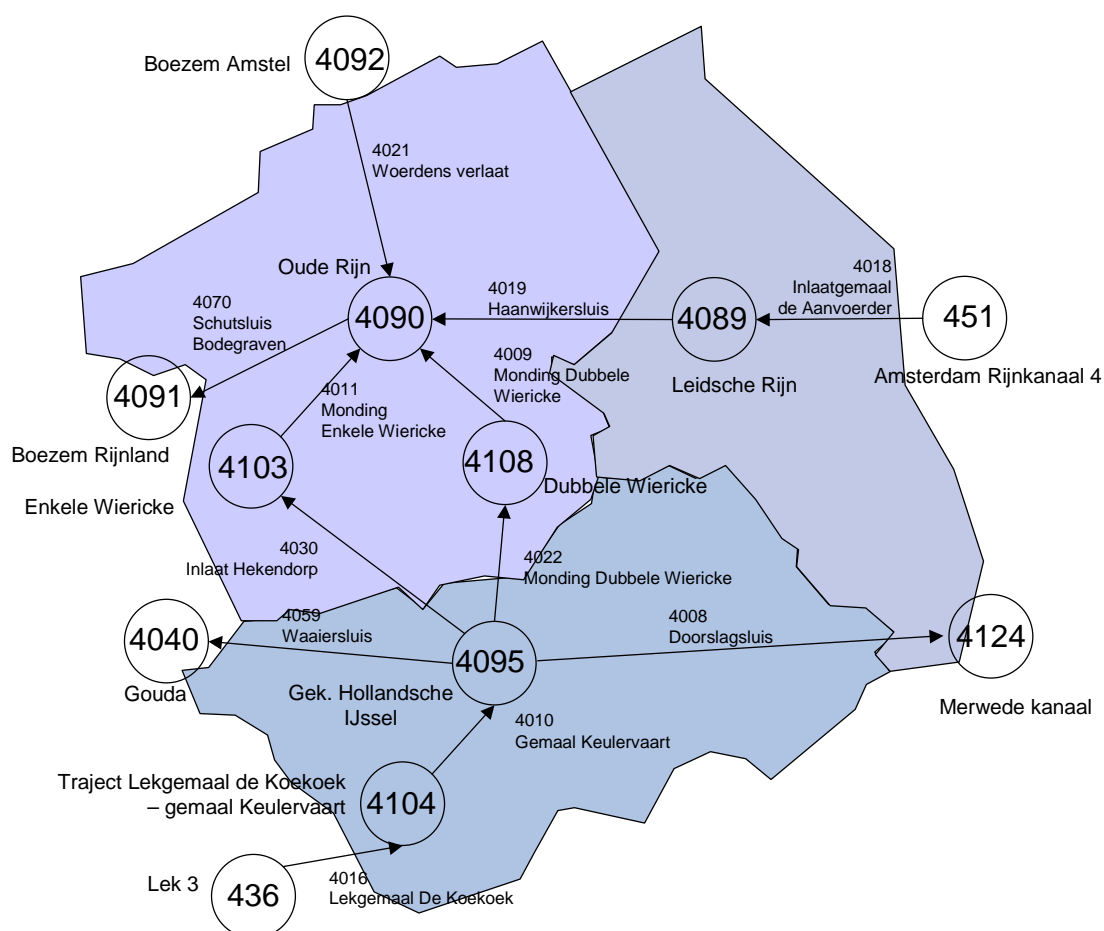 4092
Boezem Amstel
4021
Woerdens verlaat
Oude Rijn
4090
4070
Schutsluis
Bodegraven
4019
Haanwijkersluis
4089
Leidsche Rijn
4018
Inlaatgemaal
de Aanvoerder
451
Amsterdam Rijnkanaal 4
4009
Monding Dubbele
Wiericke
4011
Monding
Enkele Wiericke
4091
Boezem Rijnland
4103
Enkele Wiericke
4108
Dubbele Wiericke
4030
Inlaat Hekendorp
4022
Monding Dubbele Wiericke
4059
Waaiersluis
4040
Gouda
4095
Gek. Hollandsche
IJssel
4008
Doorslagsluis
4124
Merwede kanaal
4010
Gemaal Keulervaart
Traject Lekgemaal de Koekoek
– gemaal Keulervaart
4104
Lek 3
436
4016
Lekgemaal De Koekoek